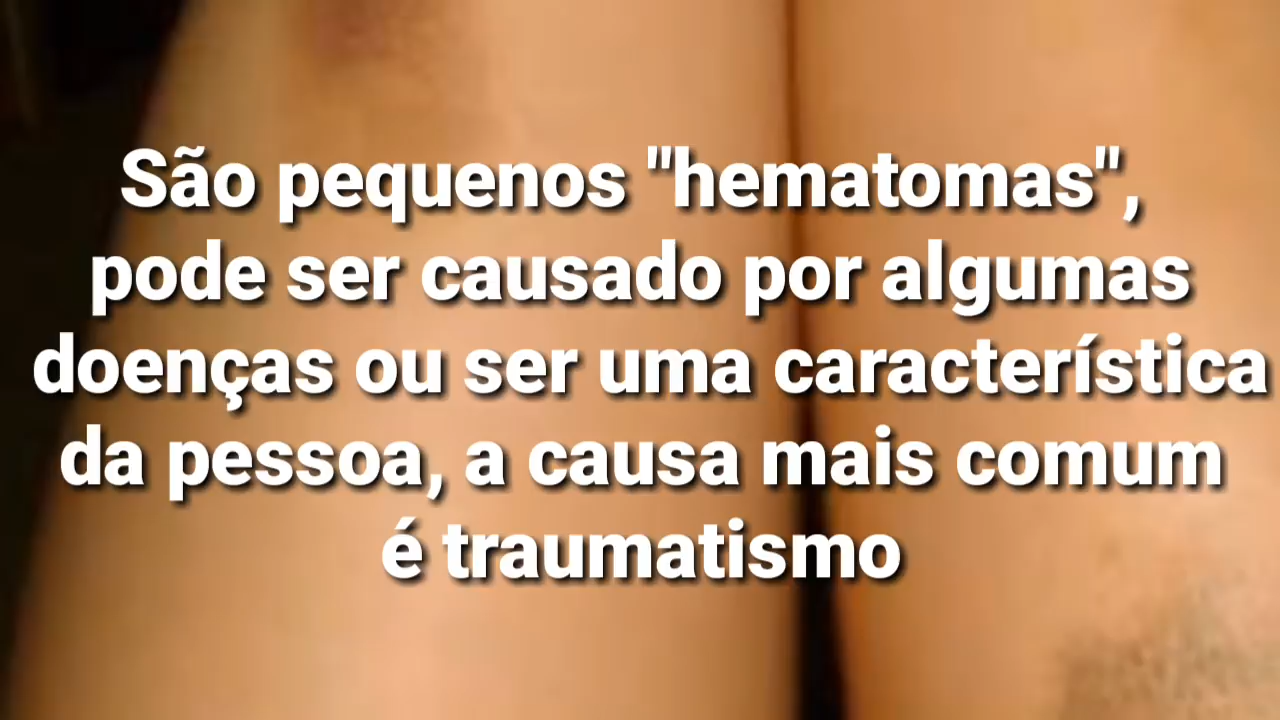 São pequenos "hematomas",
pode ser causado por algumas
doenças ou ser uma característica
da pessoa, a causa mais comum
é traumatismo